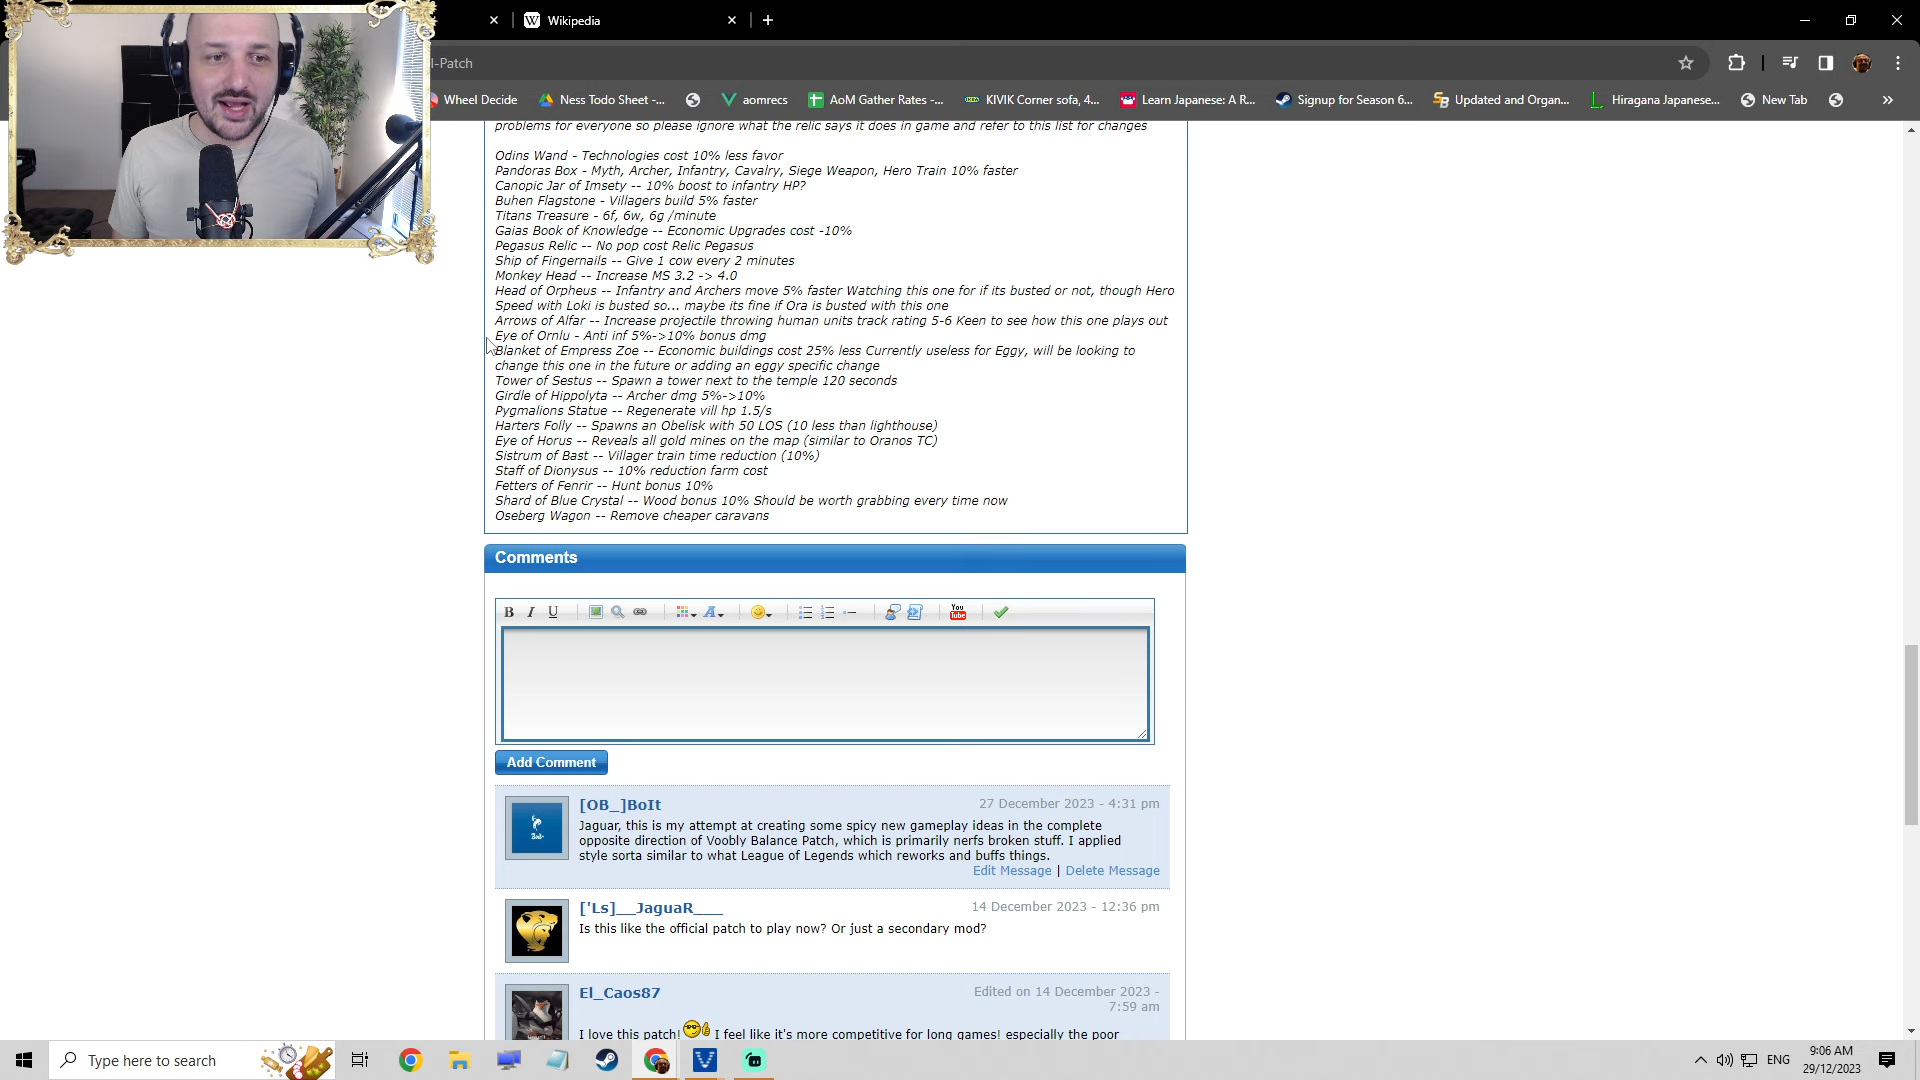 Wikipedia
l-Patch
Wheel Decide
Ness Todo Sheet -...
aomrecs
AoM Gather Rates -...
KIVIK Corner sofa, 4...
Learn Japanese: A R...
Signup for Season 6...
Updated and Organ...
Hiragana Japanese...
New Tab
problems for everyone so please ignore what the relic says it does in game and refer to this list for changes
Odins Wand - Technologies cost 10% less favor
Pandoras Box - Myth, Archer, Infantry, Cavalry, Siege Weapon, Hero Train 10% faster
Canopic Jar of Imsety -- 10% boost to infantry HP?
Buhen Flagstone - Villagers build 5% faster
Titans Treasure - 6f, 6w, 6g /minute
Gaias Book of Knowledge -- Economic Upgrades cost -10%
Pegasus Relic -- No pop cost Relic Pegasus
Ship of Fingernails -- Give 1 cow every 2 minutes
Monkey Head -- Increase MS 3.2 -> 4.0
Head of Orpheus -- Infantry and Archers move 5% faster Watching this one for if its busted or not, though Hero
Speed with Loki is busted so... maybe its fine if Ora is busted with this one
Arrows of Alfar -- Increase projectile throwing human units track rating 5-6 Keen to see how this one plays out
Eye of Ornlu - Anti inf 5%->10% bonus dmg
Blanket of Empress Zoe -- Economic buildings cost 25% less Currently useless for Eggy, will be looking to
change this one in the future or adding an eggy specific change
Tower of Sestus -- Spawn a tower next to the temple 120 seconds
Girdle of Hippolyta -- Archer dmg 5%->10%
Pygmalions Statue -- Regenerate vill hp 1.5/s
Harters Folly -- Spawns an Obelisk with 50 LOS (10 less than lighthouse)
Eye of Horus -- Reveals all gold mines on the map (similar to Oranos TC)
Sistrum of Bast -- Villager train time reduction (10%)
Staff of Dionysus -- 10% reduction farm cost
Fetters of Fenrir -- Hunt bonus 10%
Shard of Blue Crystal -- Wood bonus 10% Should be worth grabbing every time now
Oseberg Wagon -- Remove cheaper caravans
Comments
B I U
You Tube
Add Comment
[OB_]BoIt
27 December 2023 - 4:31 pm
Jaguar, this is my attempt at creating some spicy new gameplay ideas in the complete
opposite direction of Voobly Balance Patch, which is primarily nerfs broken stuff. I applied
style sorta similar to what League of Legends which reworks and buffs things.
Edit Message | Delete Message
['Ls]__JaguaR___
14 December 2023 - 12:36 pm
Is this like the official patch to play now? Or just a secondary mod?
El_Caos87
Edited on 14 December 2023 -
7:59 am
I love this patch! I feel like it's more competitive for long games! especially the poor
Type here to search
ENG
9:06 AM
29/12/2023